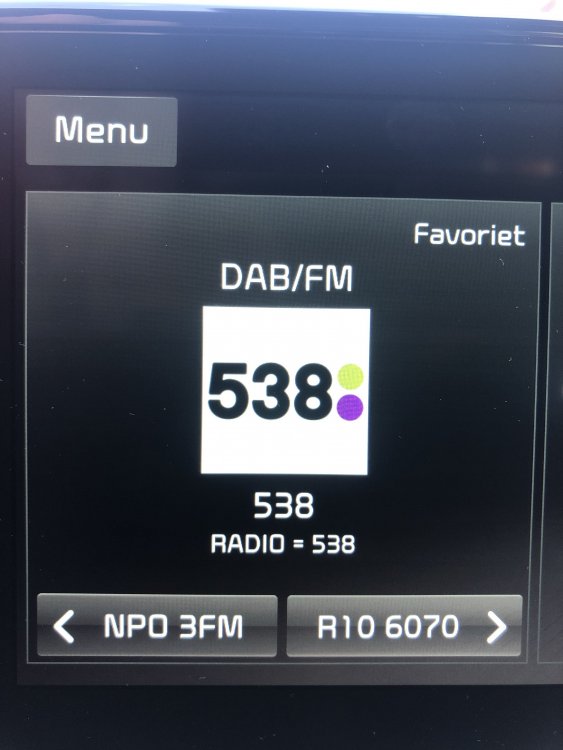 Menu
Favoriet
DAB/FM
538
538
RADIO = 538
< NPO 3FM
R10 6070 >